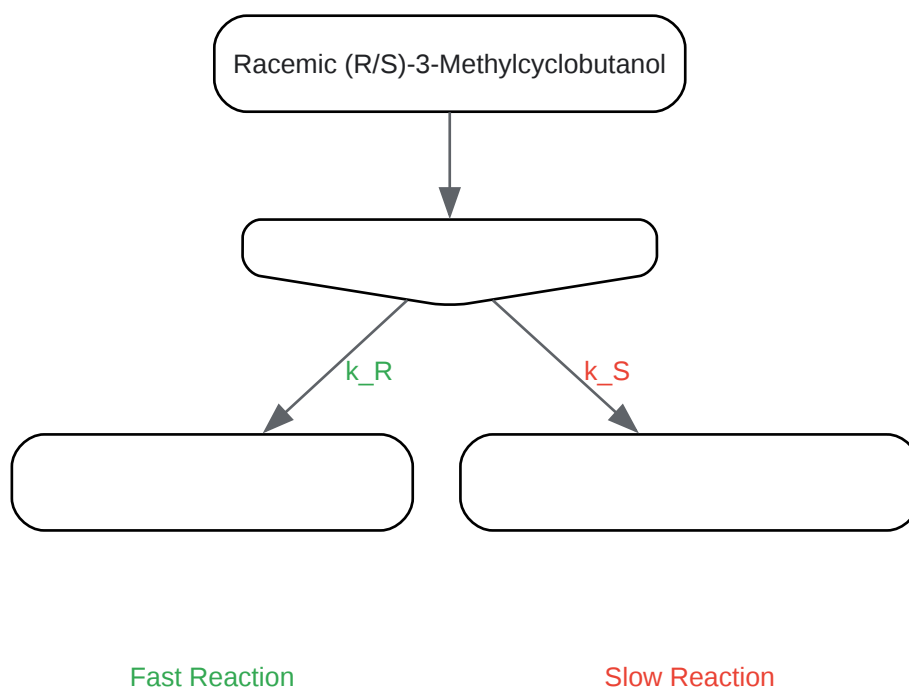 Racemic (R/S)-3-Methylcyclobutanol
k_R
k_S
Fast Reaction
Slow Reaction